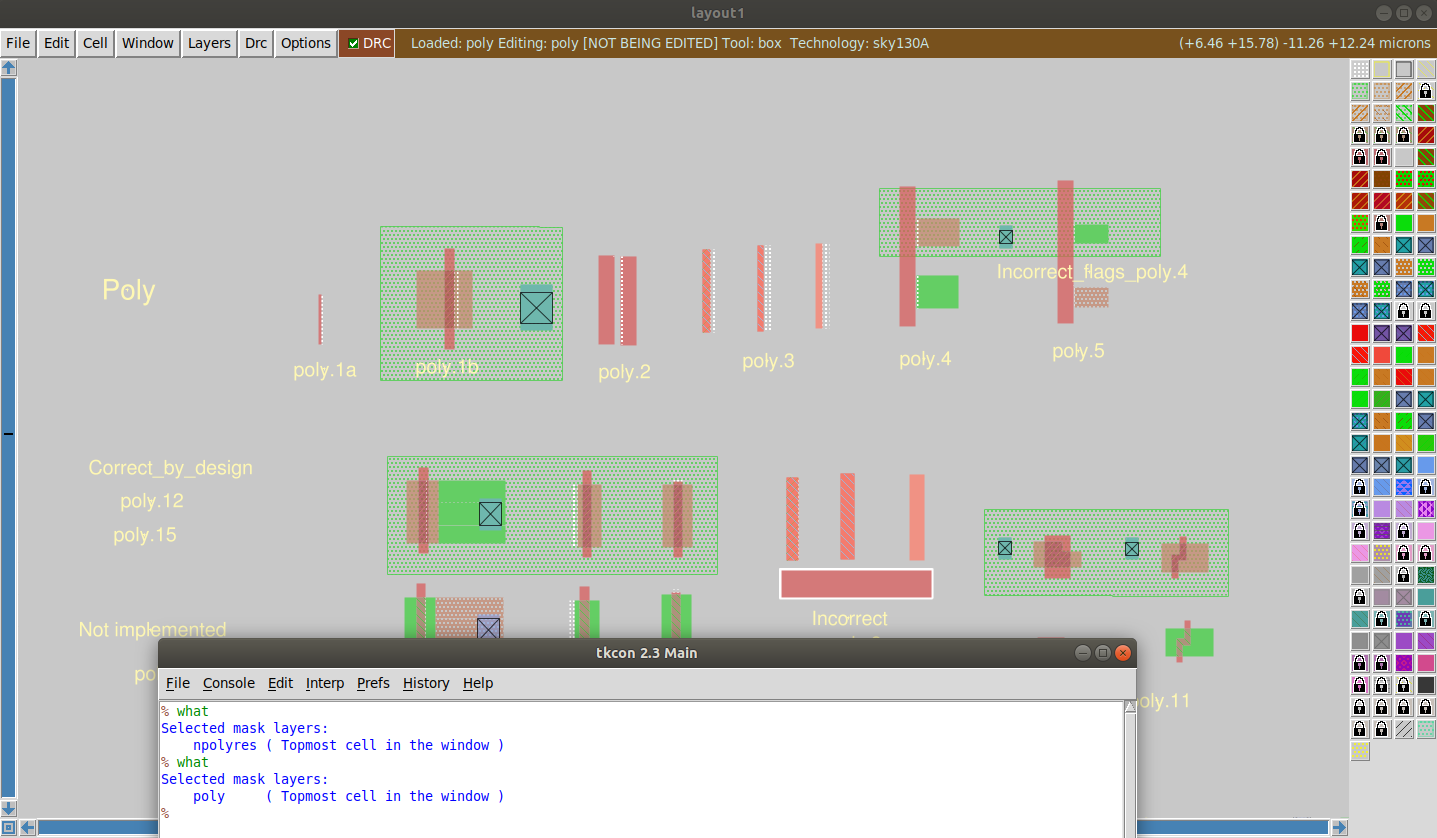 layout1
File Edit Cell Window Layers Drc Options DRC Loaded: poly Editing: poly [NOT BEING EDITED] Tool: box Technology: sky130A (+6.46 +15.78) -11.26 +12.24 microns
Poly
Incorrect_flags_poly.4
poly.1a
poly.1b
poly.2
poly.3
poly.4
poly.5
Correct_by_design
poly.12
poly.15
Incorrect
Not implemented
po
oly.11
tkcon 2.3 Main
File Console Edit Interp Prefs History Help
% what
Selected mask layers:
npolyres ( Topmost cell in the window )
% what
Selected mask layers:
poly ( Topmost cell in the window )
%